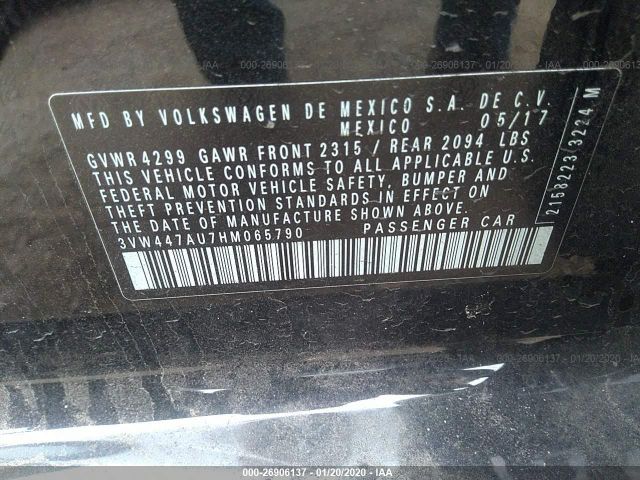 MFD BY VOLKSWAGEN DE MEXICO S.A. DE C.V.
MEXICO 05/17
GVWR 4299 GAWR FRONT 2315 / REAR 2094 LBS
THIS VEHICLE CONFORMS TO ALL APPLICABLE U.S.
FEDERAL MOTOR VEHICLE SAFETY, BUMPER AND
THEFT PREVENTION STANDARDS IN EFFECT ON
THE DATE OF MANUFACTURE SHOWN ABOVE.
3VW447AU7HM065790 PASSENGER CAR
2158223/3224 M
000-26906137 - 01/20/2020 - IAA